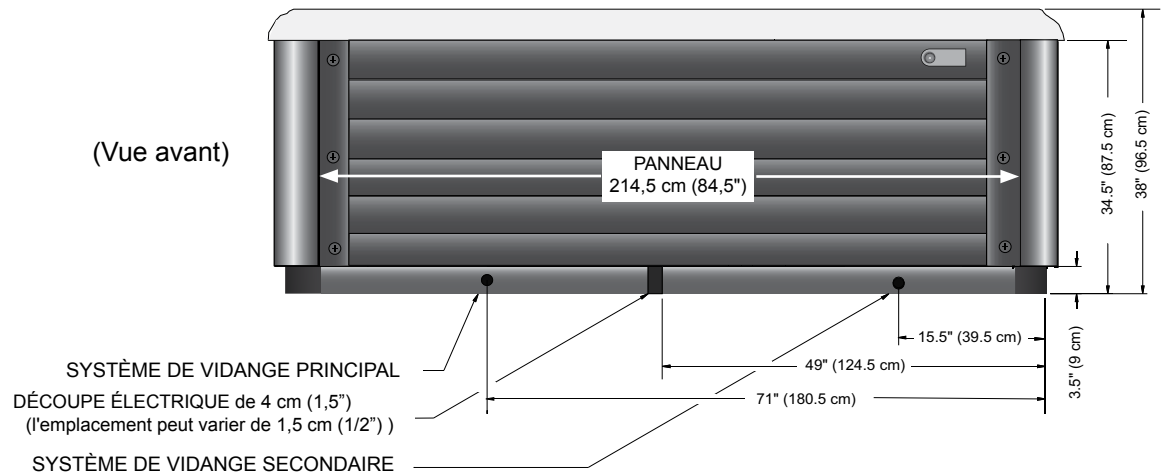 (Vue avant)
PANNEAU
214,5 cm (84,5")
34.5" (87.5 cm)
38" (96.5 cm)
15.5" (39.5 cm)
49" (124.5 cm)
71" (180.5 cm)
3.5" (9 cm)
SYSTÈME DE VIDANGE PRINCIPAL
DÉCOUPE ÉLECTRIQUE de 4 cm (1,5”)
(l'emplacement peut varier de 1,5 cm (1/2”) )
SYSTÈME DE VIDANGE SECONDAIRE